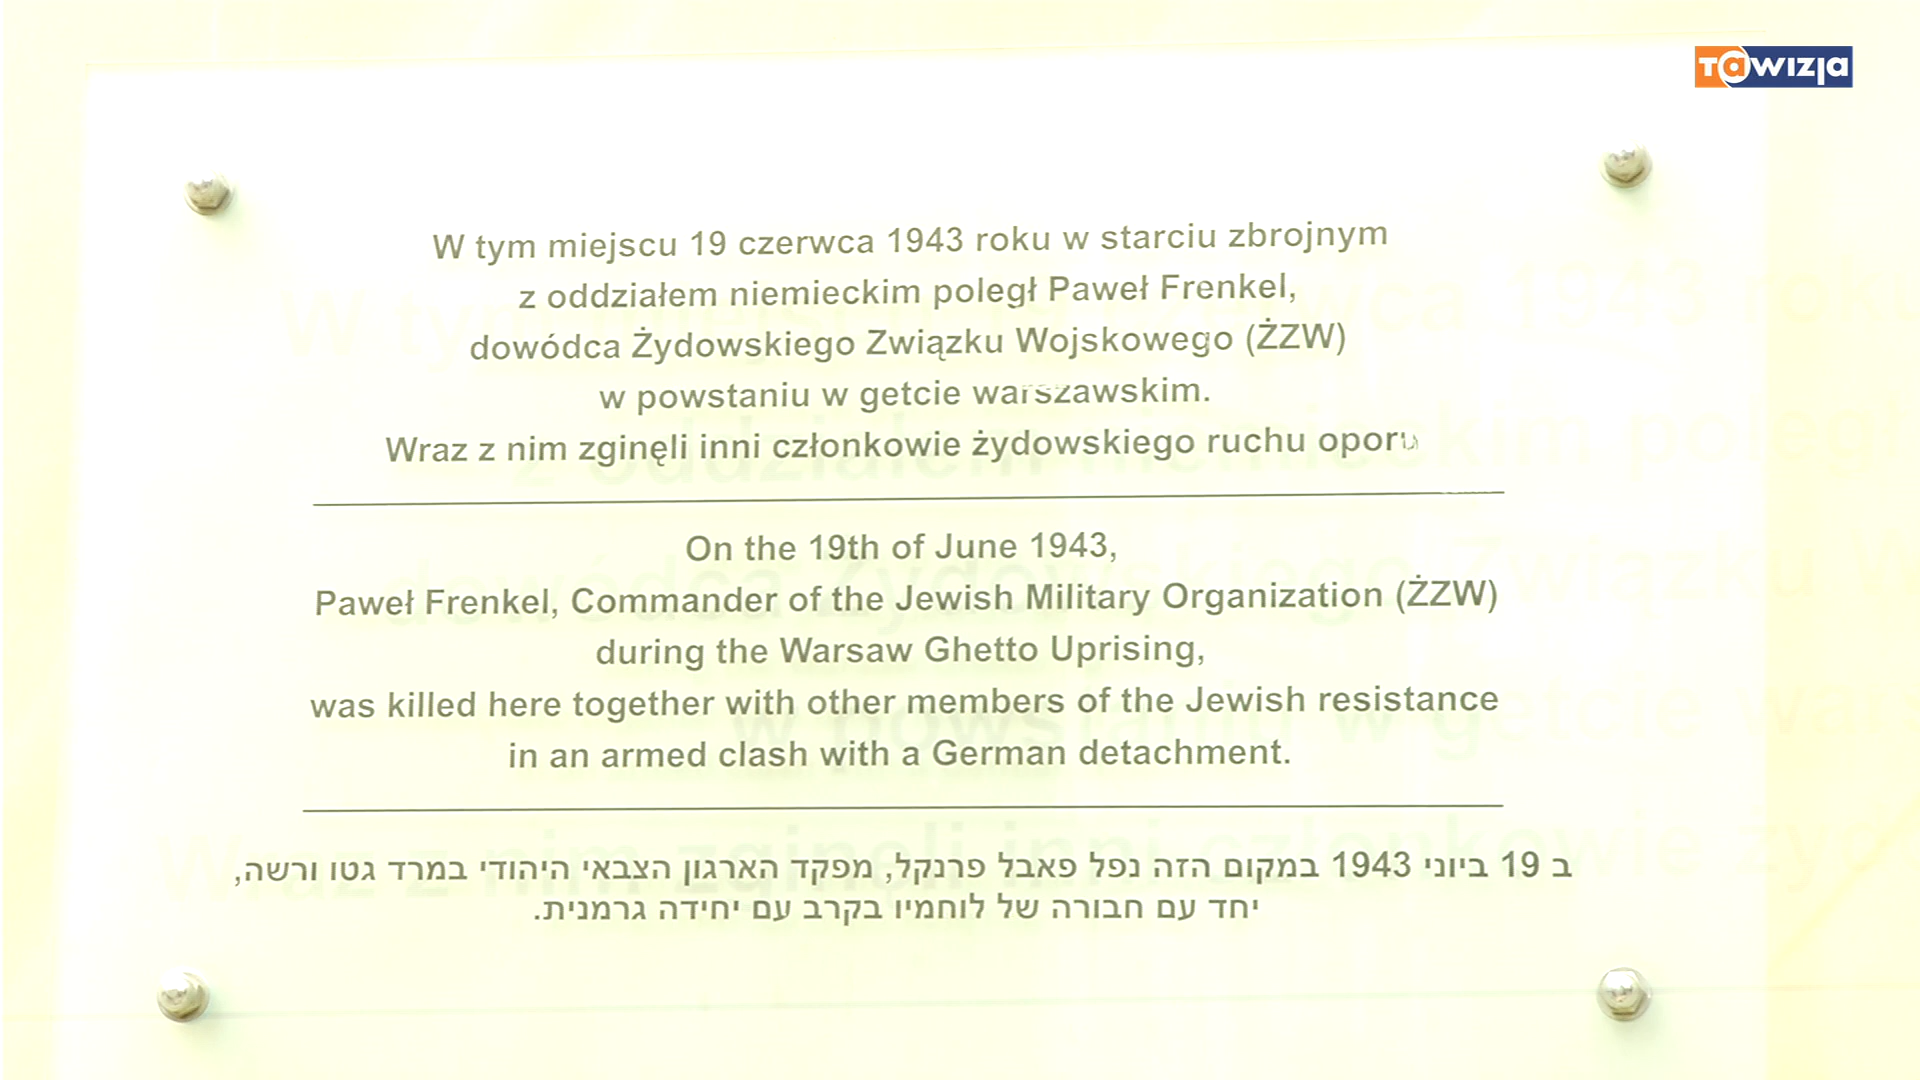 TAWIZJA
W tym miejscu 19 czerwca 1943 roku w starciu zbrojnym
z oddziałem niemieckim poległ Paweł Frenkel,
dowódca Żydowskiego Związku Wojskowego (ŻZW)
w powstaniu w getcie warszawskim.
Wraz z nim zginęli inni członkowie żydowskiego ruchu oporu
On the 19th of June 1943,
Paweł Frenkel, Commander of the Jewish Military Organization (ŻZW)
during the Warsaw Ghetto Uprising,
was killed here together with other members of the Jewish resistance
in an armed clash with a German detachment.
ב 19 ביוני 1943 במקום הזה נפל פאבל פרנקל, מפקד הארגון הצבאי היהודי במרד גטו ורשה,
יחד עם חבורה של לוחמיו בקרב עם יחידה גרמנית.